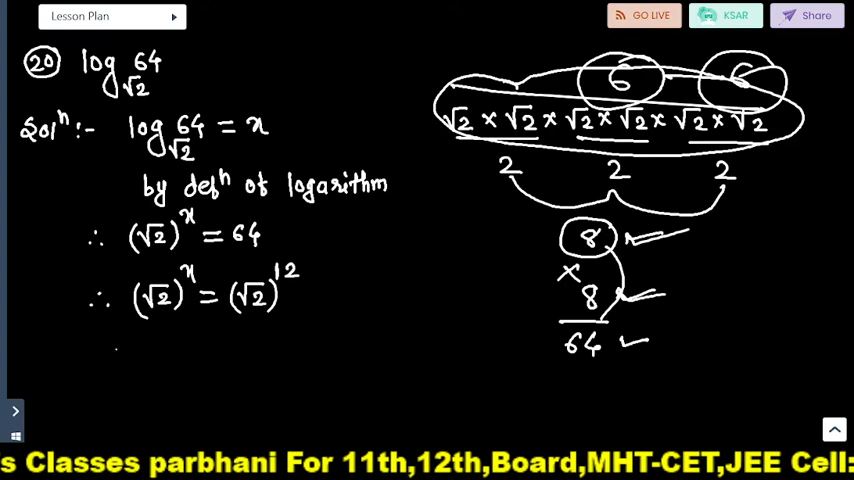 Lesson Plan
GO LIVE
KSAR
Share
20 log√2 64
Solⁿ :- log√2 64 = x
by defⁿ of logarithm
∴ (√2)ˣ = 64
∴ (√2)ˣ = (√2)¹²
6 6
√2 × √2 × √2 × √2 × √2 × √2
2 2 2
8
×
8
64
's Classes parbhani For 11th,12th,Board,MHT-CET,JEE Cell: